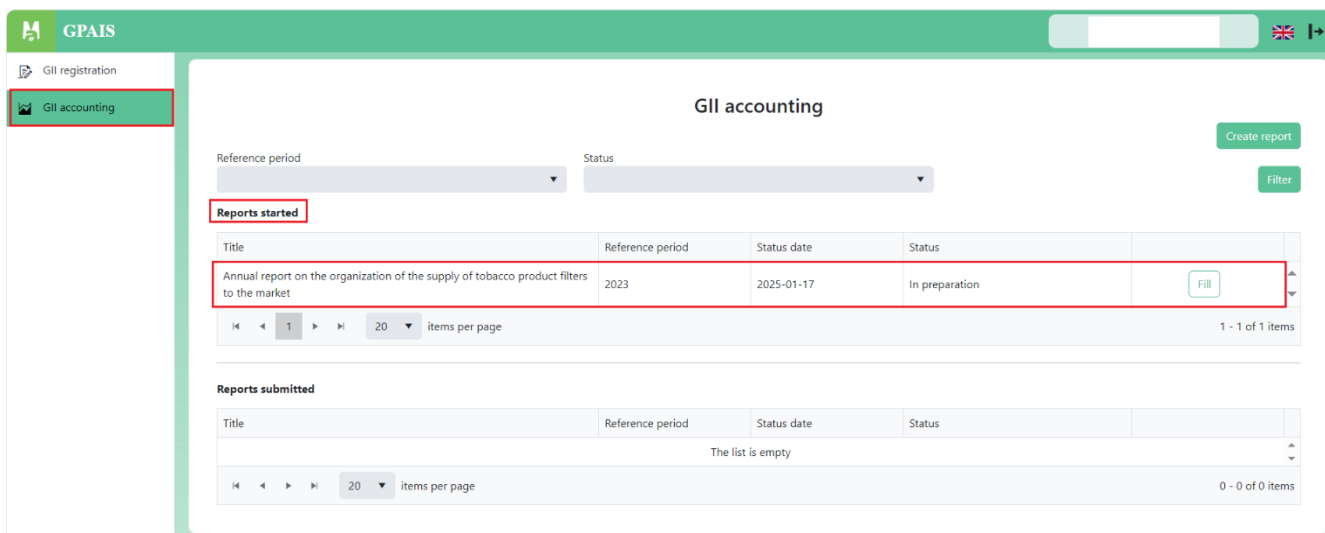 GPAIS
GII registration
GII accounting
GII accounting
Create report
Reference period Status
Filter
Reports started
Title Reference period Status date Status
Annual report on the organization of the supply of tobacco product filters
to the market 2023 2025-01-17 In preparation Fill
1 20 items per page 1 - 1 of 1 items
Reports submitted
Title Reference period Status date Status
The list is empty
20 items per page 0 - 0 of 0 items